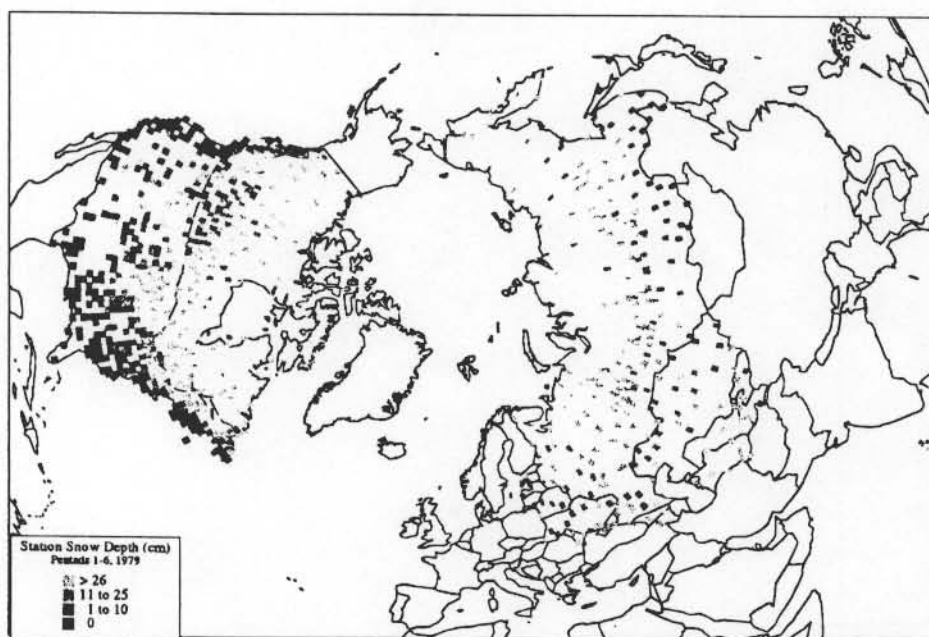 Station Snow Depth (cm)
Pentads 1-6, 1979
> 26
11 to 25
1 to 10
0